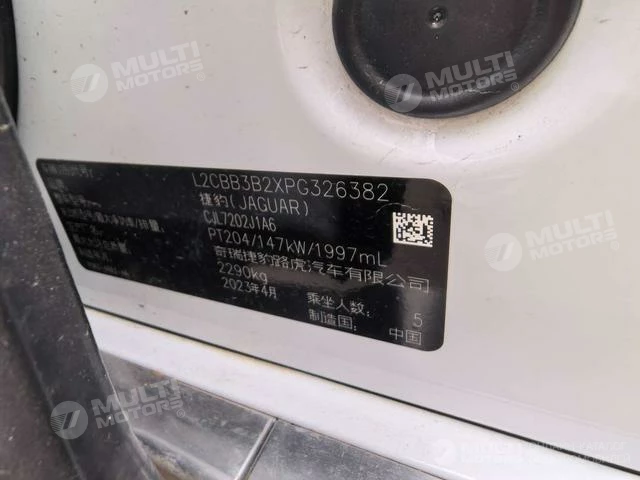 MULTI MOTORS®
MULTI MOTORS
L2CBB3B2XPG326382
捷豹(JAGUAR)
CJL7202J1A6
PT204/147kW/1997mL
奇瑞捷豹路虎汽车有限公司
2290kg
2023年4月 乘坐人数: 5
制造国: 中国
MULTI MOTORS®
MULTI MOTORS®